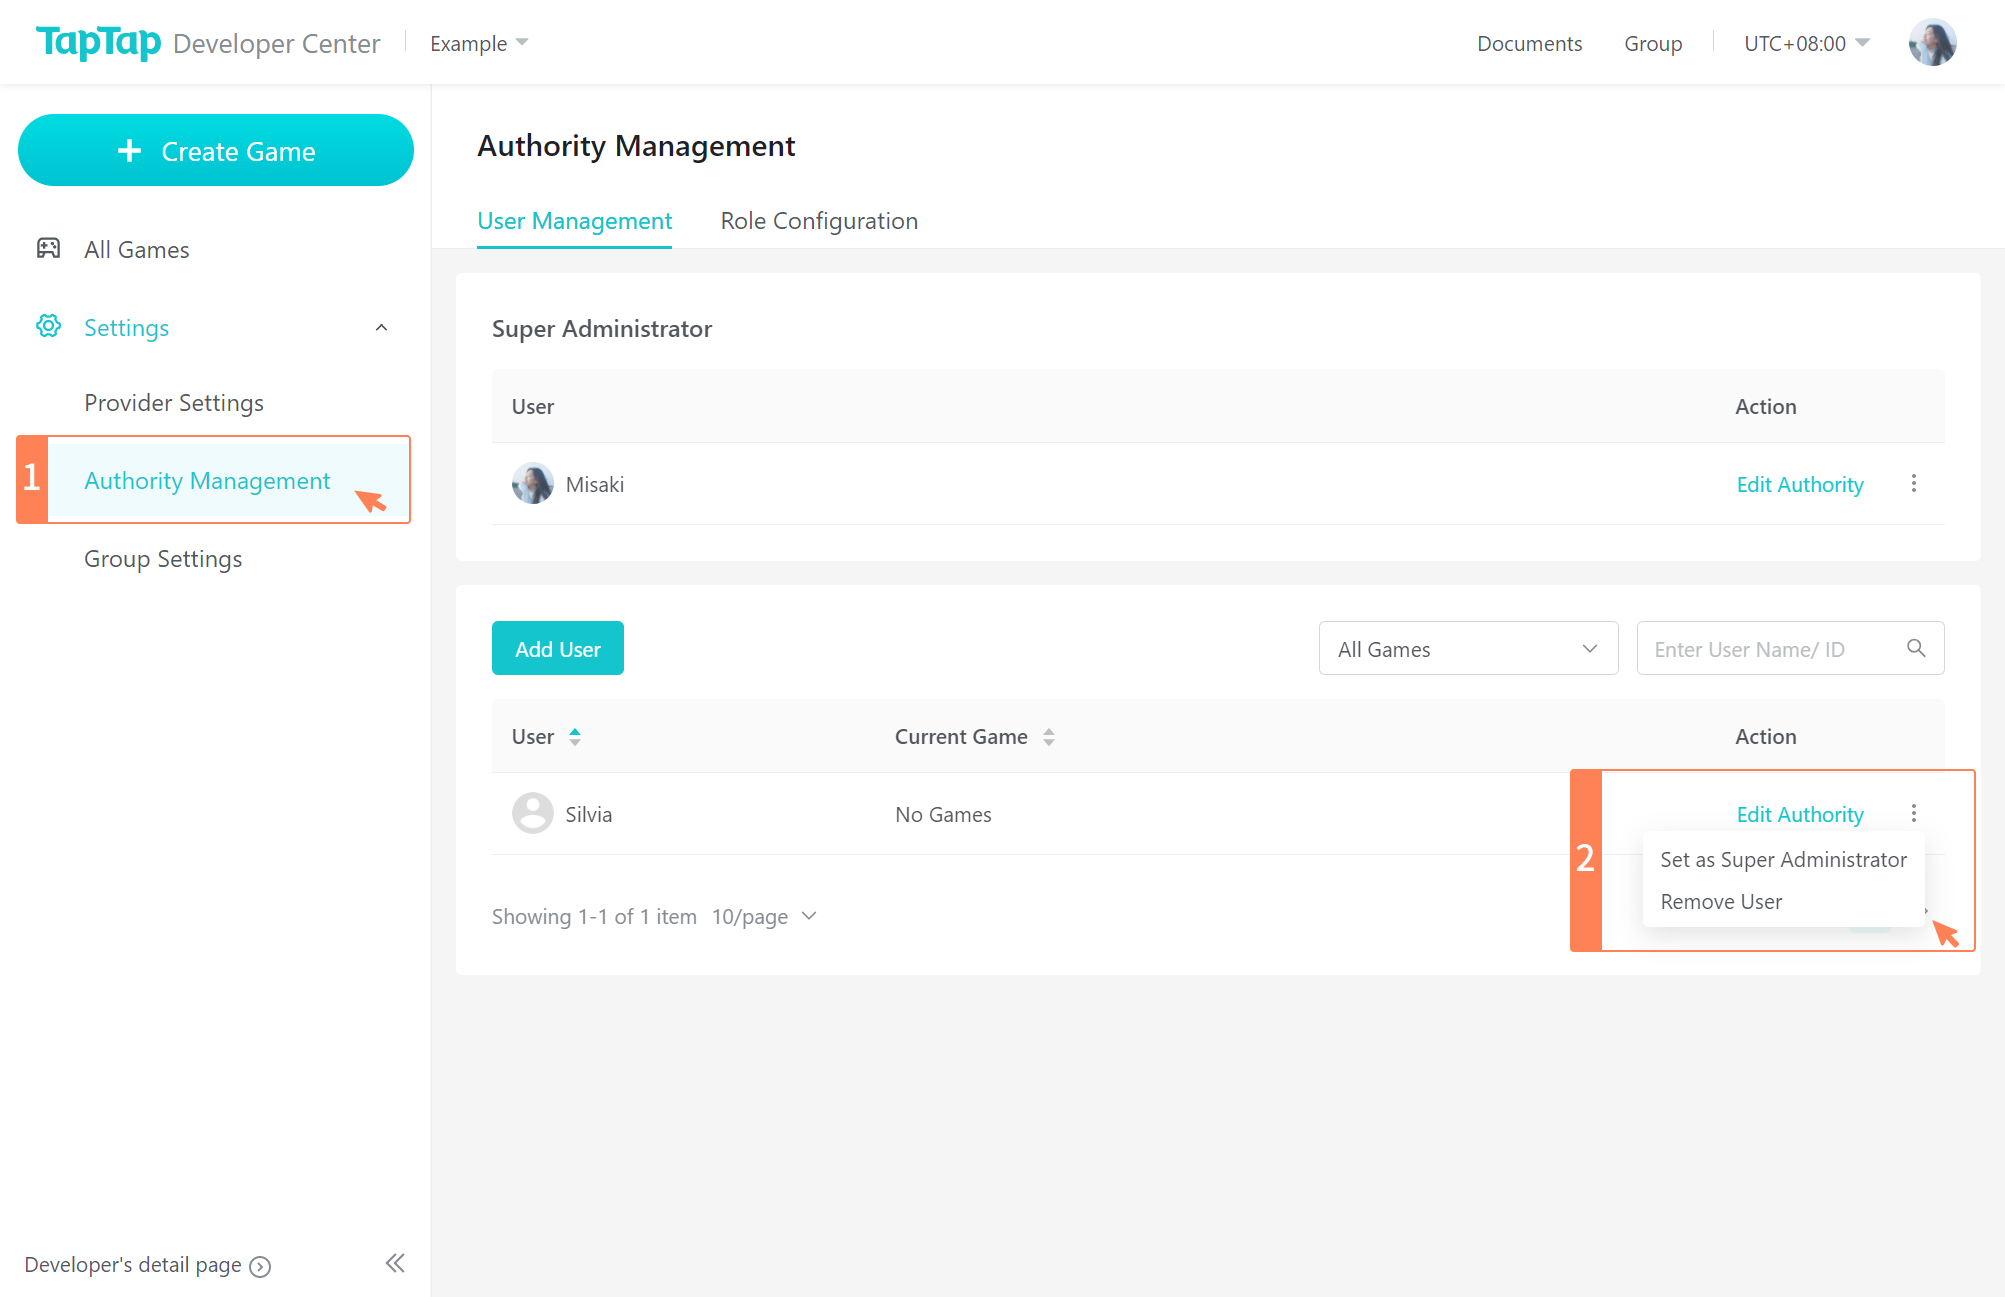 TapTap Developer Center
Example
Documents
Group
UTC+08:00
Create Game
All Games
Settings
Provider Settings
1
Authority Management
Group Settings
Developer's detail page
Authority Management
User Management
Role Configuration
Super Administrator
User
Action
Misaki
Edit Authority
Add User
All Games
Enter User Name/ ID
User
Current Game
Action
Silvia
No Games
Edit Authority
2
Set as Super Administrator
Remove User
Showing 1-1 of 1 item
10/page